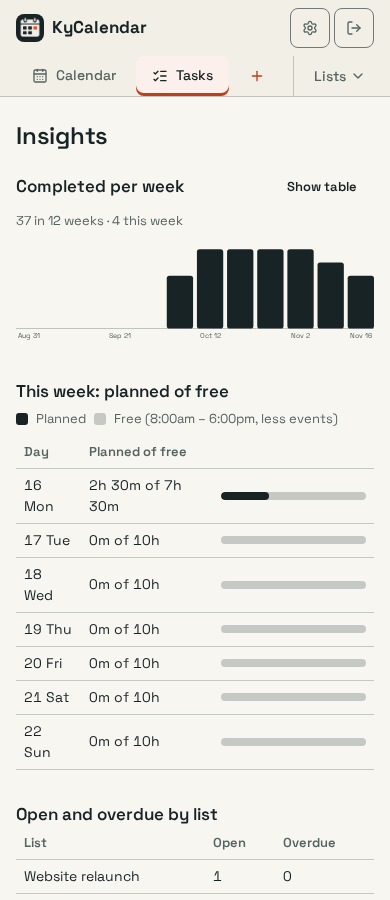 KyCalendar
Calendar
Tasks
+
Lists
Insights
Completed per week
Show table
37 in 12 weeks · 4 this week
Aug 31
Sep 21
Oct 12
Nov 2
Nov 16
This week: planned of free
Planned
Free (8:00am – 6:00pm, less events)
Day
Planned of free
16
Mon
2h 30m of 7h
30m
17 Tue
0m of 10h
18
Wed
0m of 10h
19 Thu
0m of 10h
20 Fri
0m of 10h
21 Sat
0m of 10h
22
Sun
0m of 10h
Open and overdue by list
List
Open
Overdue
Website relaunch
1
0